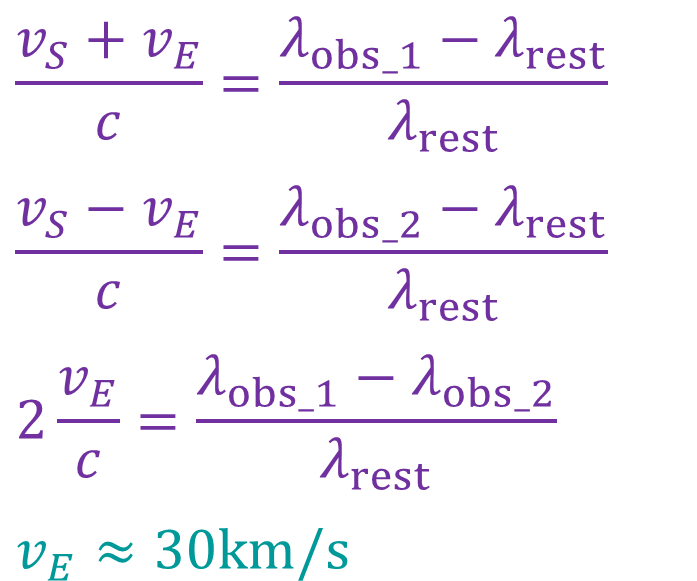 (v_S + v_E)/c = (λ_obs_1 − λ_rest)/λ_rest
(v_S − v_E)/c = (λ_obs_2 − λ_rest)/λ_rest
2 v_E/c = (λ_obs_1 − λ_obs_2)/λ_rest
v_E ≈ 30km/s